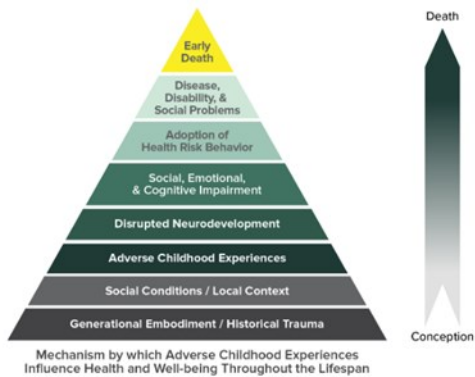 Early
Death
Disease,
Disability, &
Social Problems
Adoption of
Health Risk Behavior
Social, Emotional,
& Cognitive Impairment
Disrupted Neurodevelopment
Adverse Childhood Experiences
Social Conditions / Local Context
Generational Embodiment / Historical Trauma
Mechanism by which Adverse Childhood Experiences
Influence Health and Well-being Throughout the Lifespan
Death
Conception